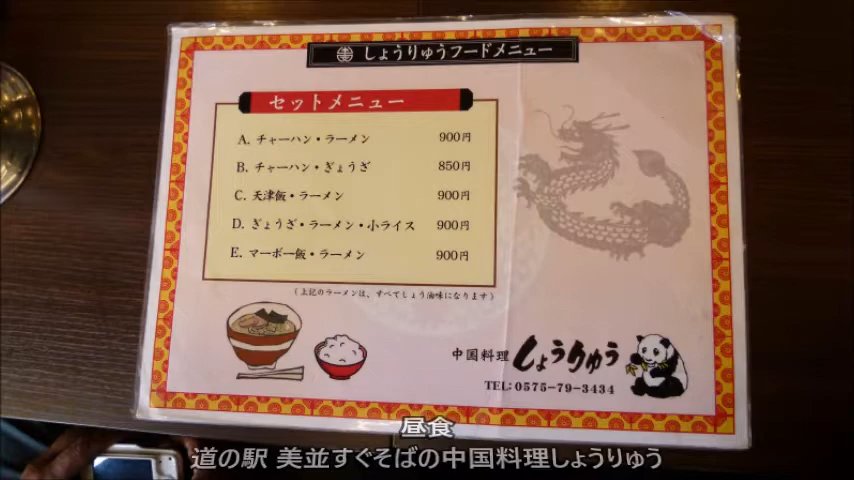 しょうりゅうフードメニュー
セットメニュー
A. チャーハン・ラーメン 900円
B. チャーハン・ぎょうざ 850円
C. 天津飯・ラーメン 900円
D. ぎょうざ・ラーメン・小ライス 900円
E. マーボー飯・ラーメン 900円
(上記のラーメンは、すべてしょう油味になります)
中国料理 しょうりゅう
TEL:0575-79-3434
昼食
道の駅 美並すぐそばの中国料理しょうりゅう